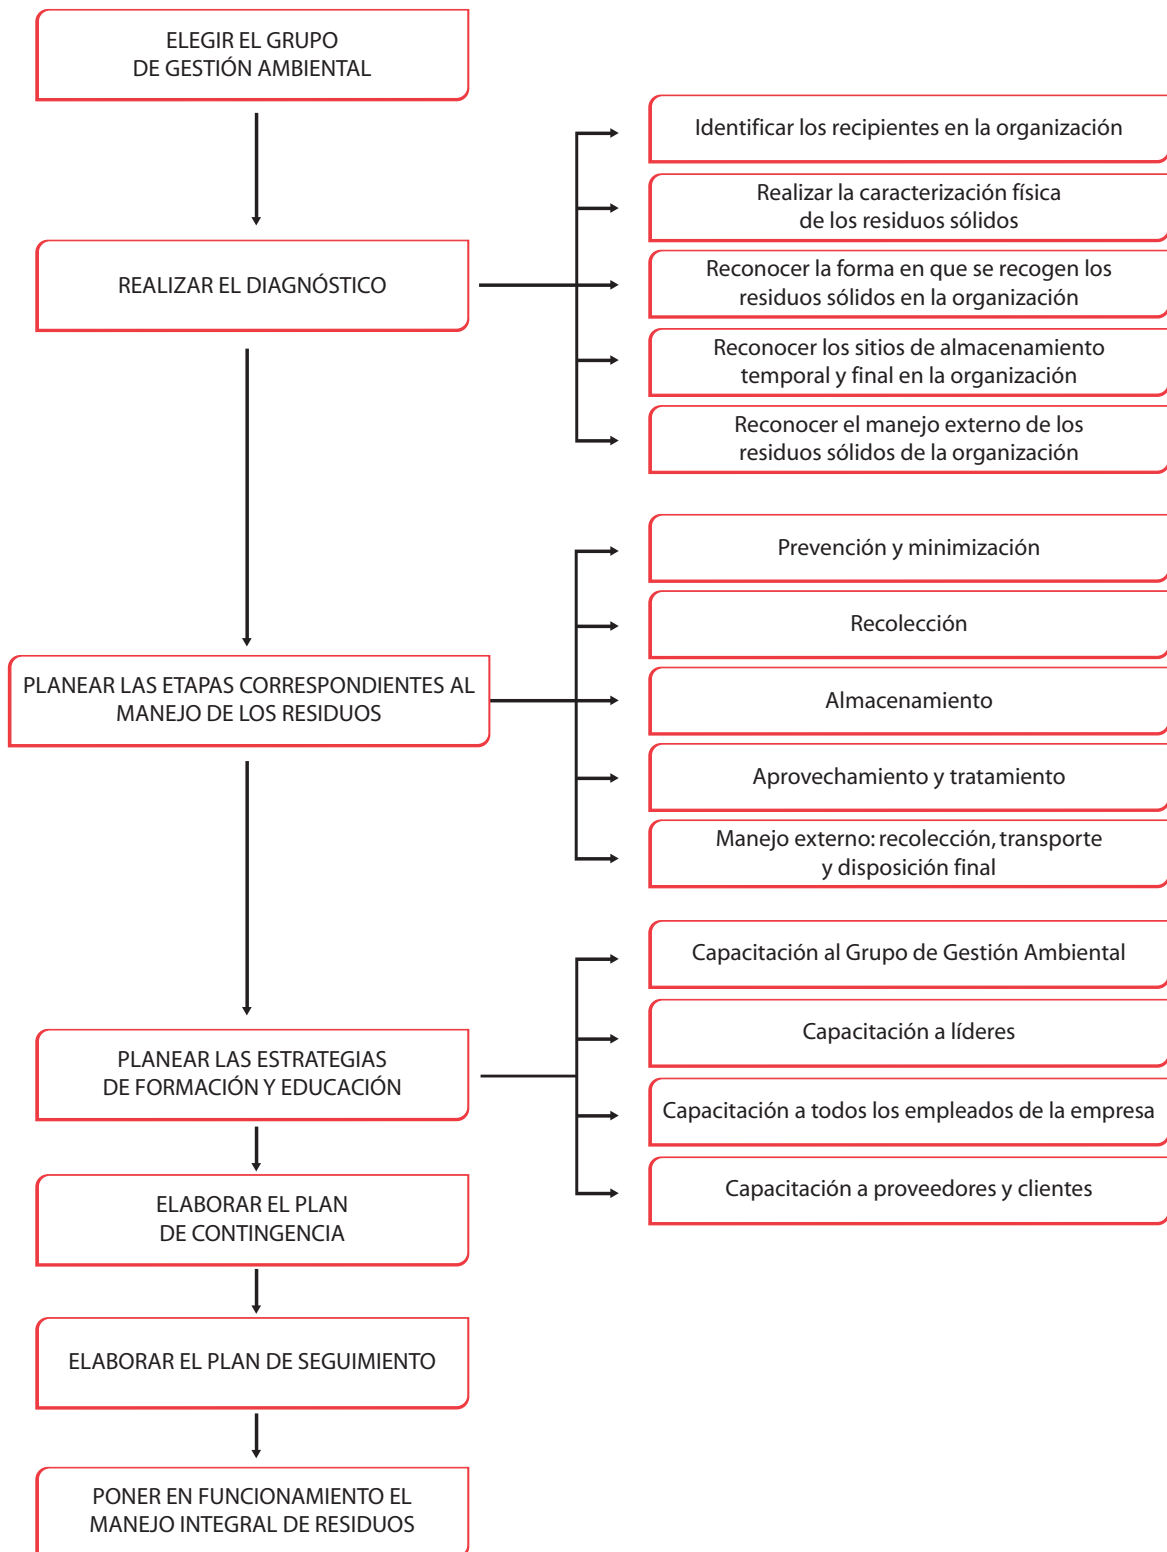 ELEGIR EL GRUPO
DE GESTIÓN AMBIENTAL
REALIZAR EL DIAGNÓSTICO
Identificar los recipientes en la organización
Realizar la caracterización física
de los residuos sólidos
Reconocer la forma en que se recogen los
residuos sólidos en la organización
Reconocer los sitios de almacenamiento
temporal y final en la organización
Reconocer el manejo externo de los
residuos sólidos de la organización
PLANEAR LAS ETAPAS CORRESPONDIENTES AL
MANEJO DE LOS RESIDUOS
Prevención y minimización
Recolección
Almacenamiento
Aprovechamiento y tratamiento
Manejo externo: recolección, transporte
y disposición final
PLANEAR LAS ESTRATEGIAS
DE FORMACIÓN Y EDUCACIÓN
Capacitación al Grupo de Gestión Ambiental
Capacitación a líderes
Capacitación a todos los empleados de la empresa
Capacitación a proveedores y clientes
ELABORAR EL PLAN
DE CONTINGENCIA
ELABORAR EL PLAN DE SEGUIMIENTO
PONER EN FUNCIONAMIENTO EL
MANEJO INTEGRAL DE RESIDUOS